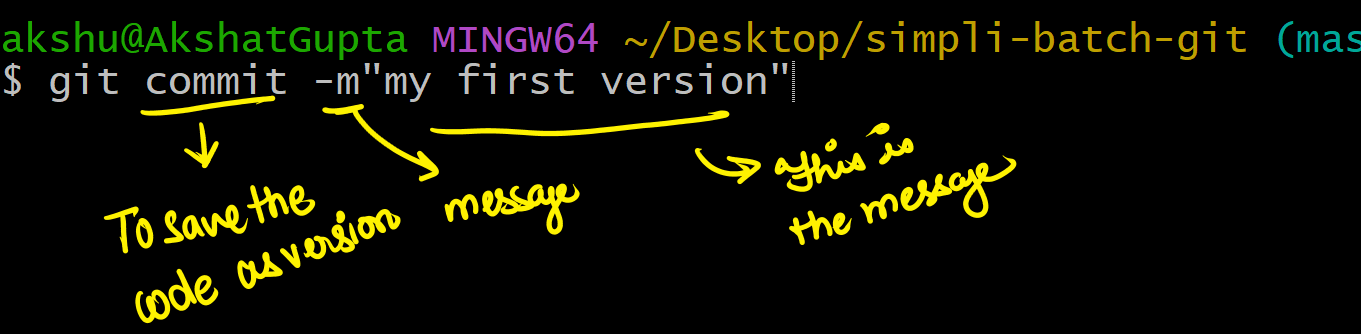 akshu@AkshatGupta MINGW64 ~/Desktop/simpli-batch-git (mas
$ git commit -m"my first version"
To save the
code as version
message
This is
the message